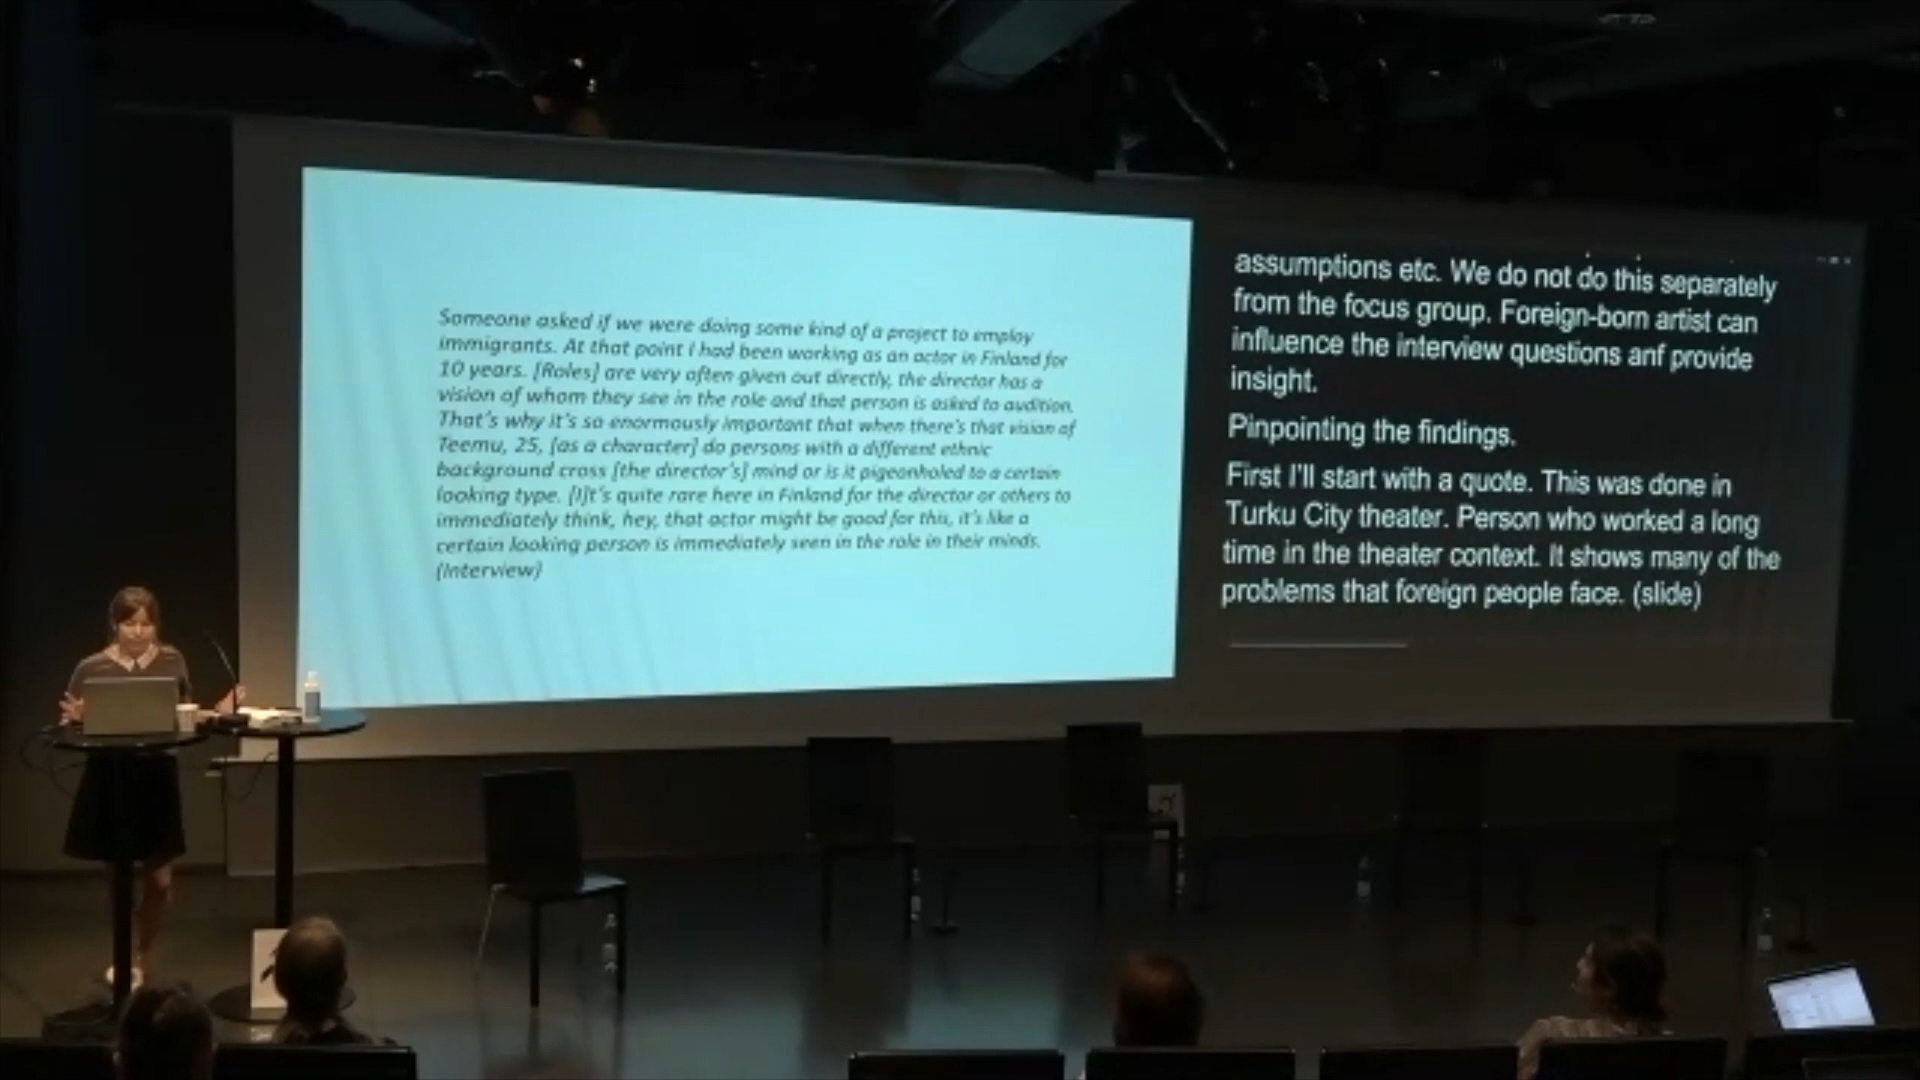 Someone asked if we were doing some kind of a project to employ
immigrants. At that point I had been working as an actor in Finland for
10 years. [Roles] are very often given out directly, the director has a
vision of whom they see in the role and that person is asked to audition.
That's why it's so enormously important that when there's that vision of
Teemu, 25, [as a character] do persons with a different ethnic
background cross [the director's] mind or is it pigeonholed to a certain
looking type. [I]t's quite rare here in Finland for the director or others to
immediately think, hey, that actor might be good for this, it's like a
certain looking person is immediately seen in the role in their minds.
(Interview)
assumptions etc. We do not do this separately
from the focus group. Foreign-born artist can
influence the interview questions anf provide
insight.
Pinpointing the findings.
First I'll start with a quote. This was done in
Turku City theater. Person who worked a long
time in the theater context. It shows many of the
problems that foreign people face. (slide)